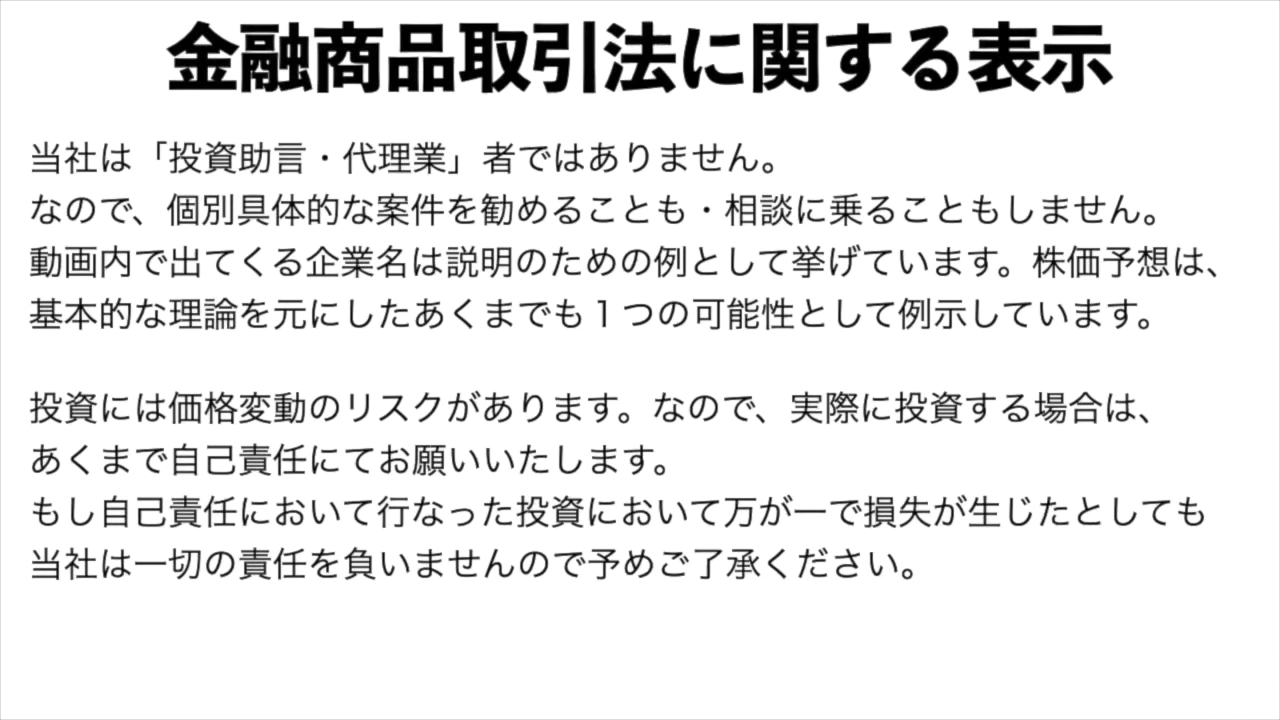 金融商品取引法に関する表示
当社は「投資助言・代理業」者ではありません。
なので、個別具体的な案件を勧めることも・相談に乗ることもしません。
動画内で出てくる企業名は説明のための例として挙げています。株価予想は、
基本的な理論を元にしたあくまでも１つの可能性として例示しています。
投資には価格変動のリスクがあります。なので、実際に投資する場合は、
あくまで自己責任にてお願いいたします。
もし自己責任において行なった投資において万が一で損失が生じたとしても
当社は一切の責任を負いませんので予めご了承ください。